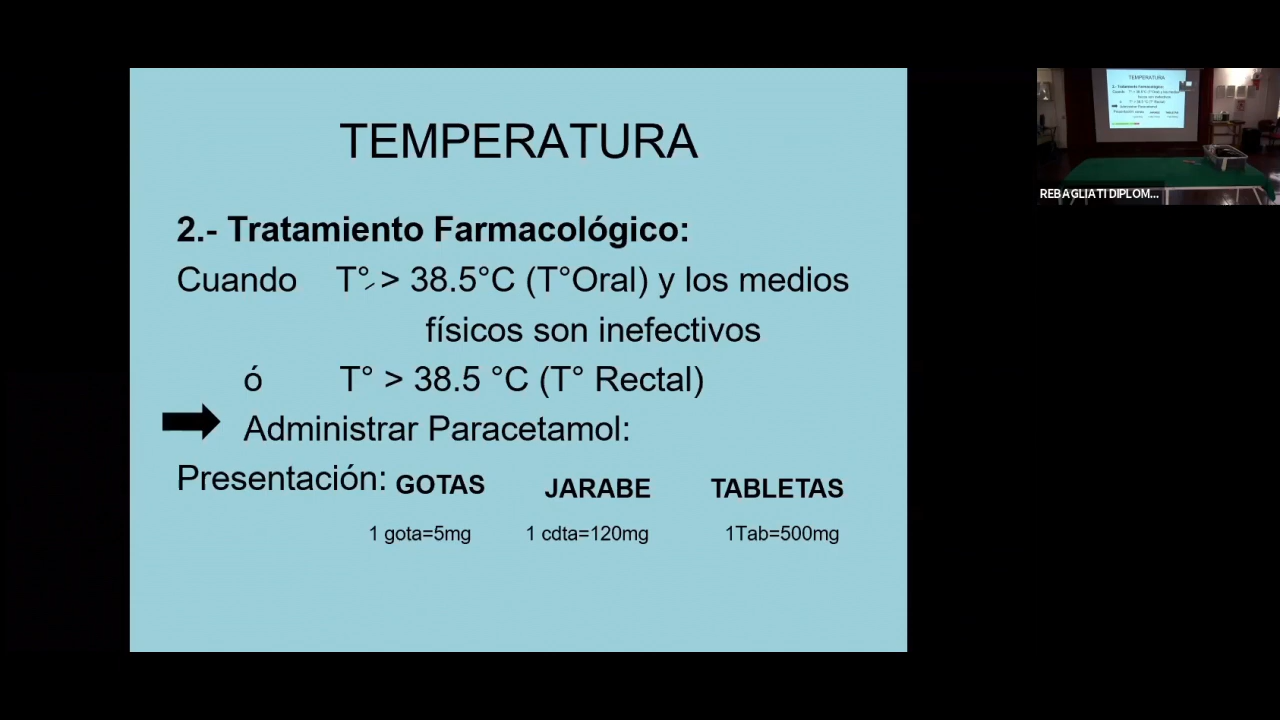 TEMPERATURA
2.- Tratamiento Farmacológico:
Cuando T° > 38.5°C (T°Oral) y los medios
físicos son inefectivos
ó T° > 38.5 °C (T° Rectal)
Administrar Paracetamol:
Presentación: GOTAS JARABE TABLETAS
1 gota=5mg 1 cdta=120mg 1Tab=500mg
REBAGLIATI DIPLOM...